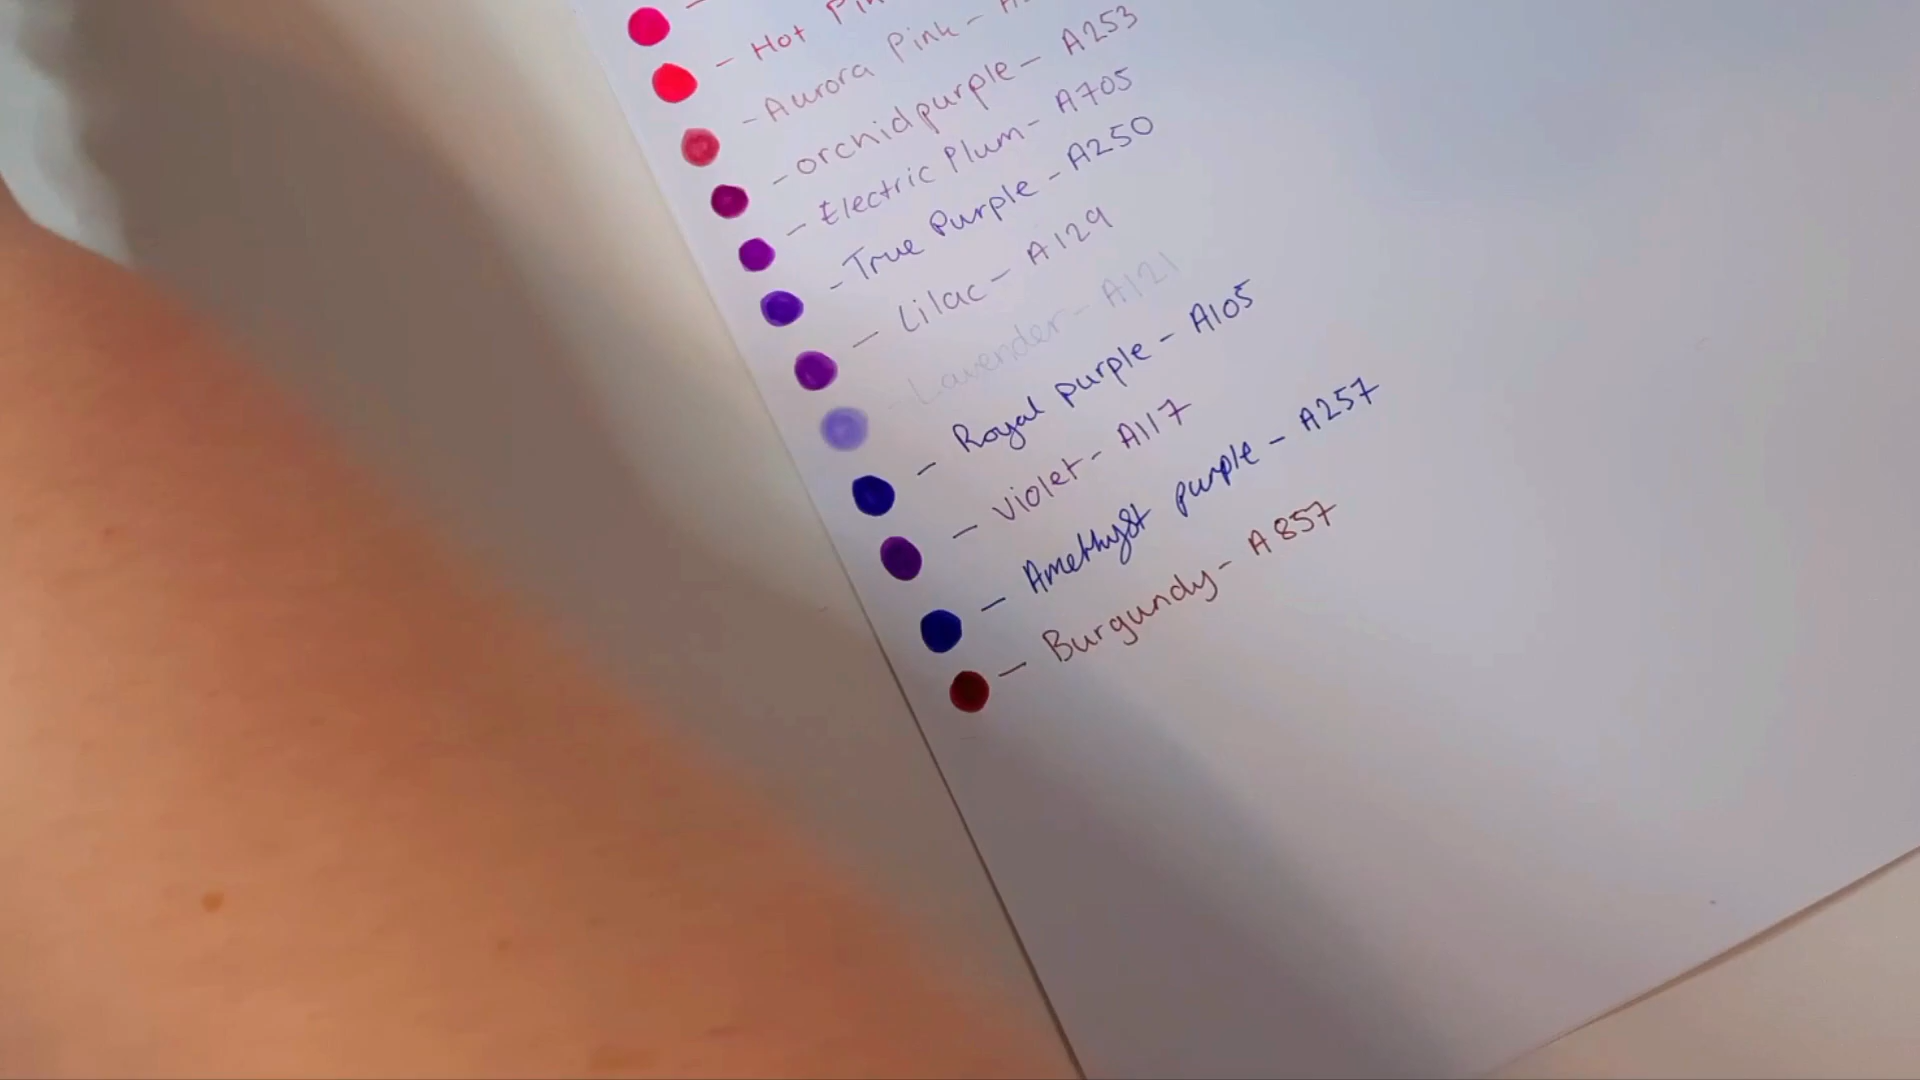 - Hot
- Aurora Pink -
- orchid purple - A253
- Electric Plum - A705
- True Purple - A250
- Lilac - A129
- Lavender - A121
- Royal purple - A105
- Violet - A117
- Amethyst purple - A257
- Burgundy - A857